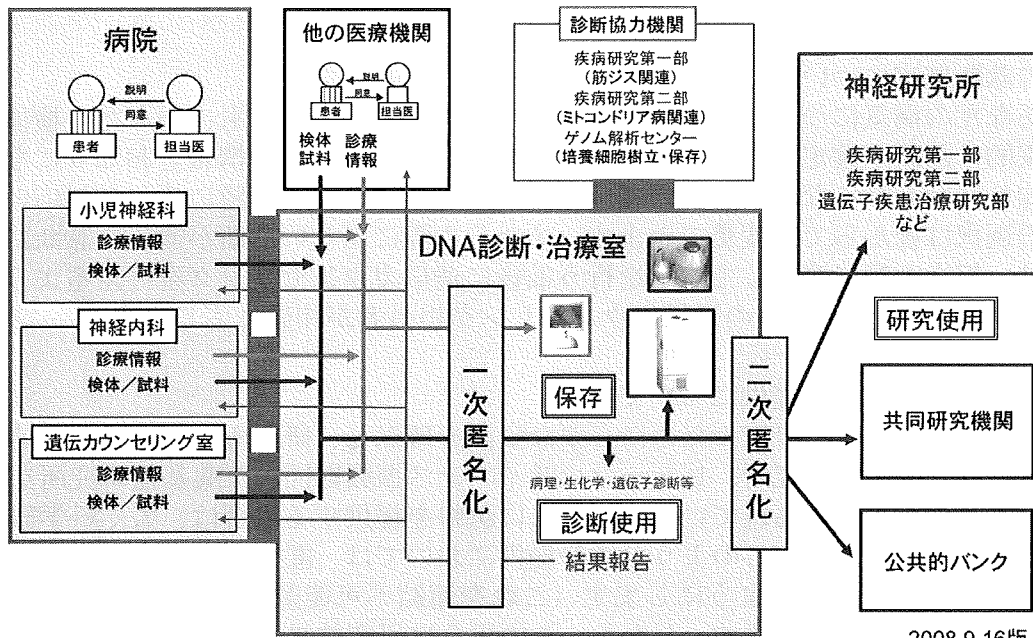 病院
説明
同意
患者
担当医
小児神経科
診療情報
検体/試料
神経内科
診療情報
検体/試料
遺伝カウンセリング室
診療情報
検体/試料
他の医療機関
説明
同意
患者
担当医
検体
試料
診療
情報
診断協力機関
疾病研究第一部
(筋ジス関連)
疾病研究第二部
(ミトコンドリア病関連)
ゲノム解析センター
(培養細胞樹立・保存)
DNA診断・治療室
一次匿名化
保存
病理・生化学・遺伝子診断等
診断使用
結果報告
二次匿名化
神経研究所
疾病研究第一部
疾病研究第二部
遺伝子疾患治療研究部
など
研究使用
共同研究機関
公共的バンク
2008.9.16版